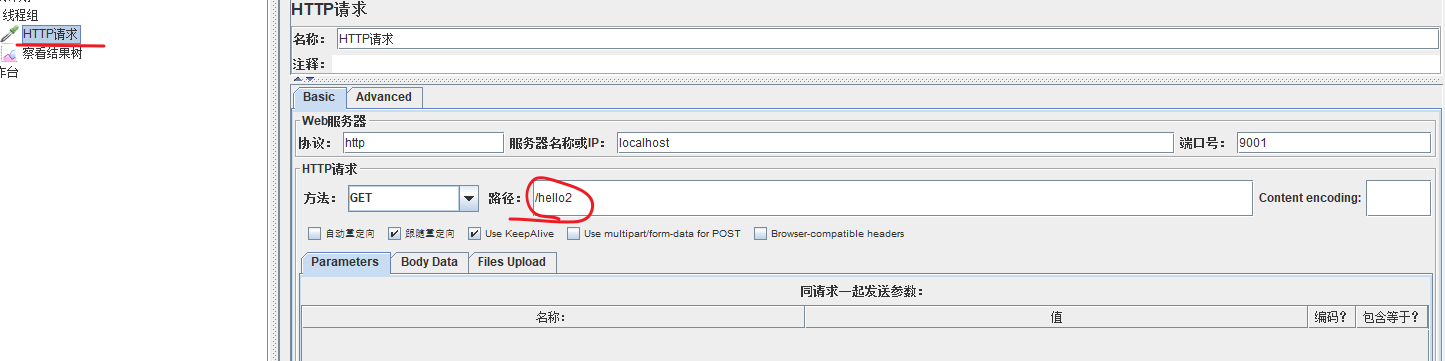 线程组
HTTP请求
察看结果树
作台
HTTP请求
名称： HTTP请求
注释：
Basic Advanced
Web服务器
协议： http 服务器名称或IP： localhost 端口号： 9001
HTTP请求
方法： GET 路径： /hello2 Content encoding:
自动重定向 跟随重定向 Use KeepAlive Use multipart/form-data for POST Browser-compatible headers
Parameters Body Data Files Upload
同请求一起发送参数：
名称： 值 编码？ 包含等于？